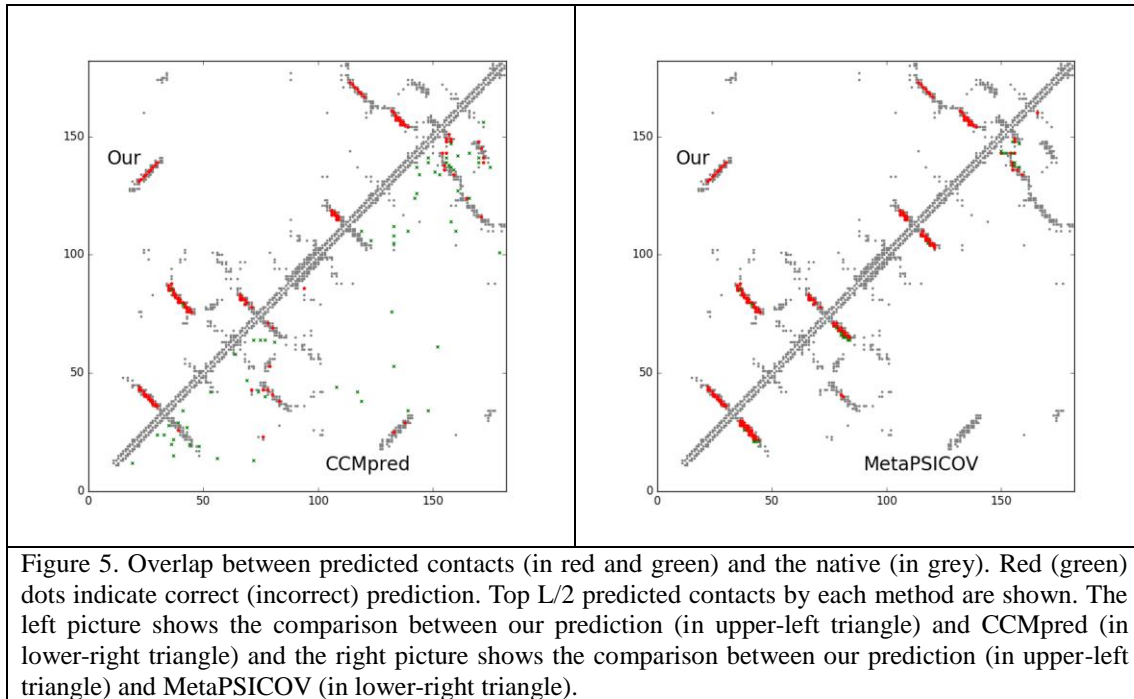 150
100
50
0
Our
CCMpred
0
50
100
150
150
100
50
0
Our
MetaPSICOV
0
50
100
150
Figure 5. Overlap between predicted contacts (in red and green) and the native (in grey). Red (green)
dots indicate correct (incorrect) prediction. Top L/2 predicted contacts by each method are shown. The
left picture shows the comparison between our prediction (in upper-left triangle) and CCMpred (in
lower-right triangle) and the right picture shows the comparison between our prediction (in upper-left
triangle) and MetaPSICOV (in lower-right triangle).